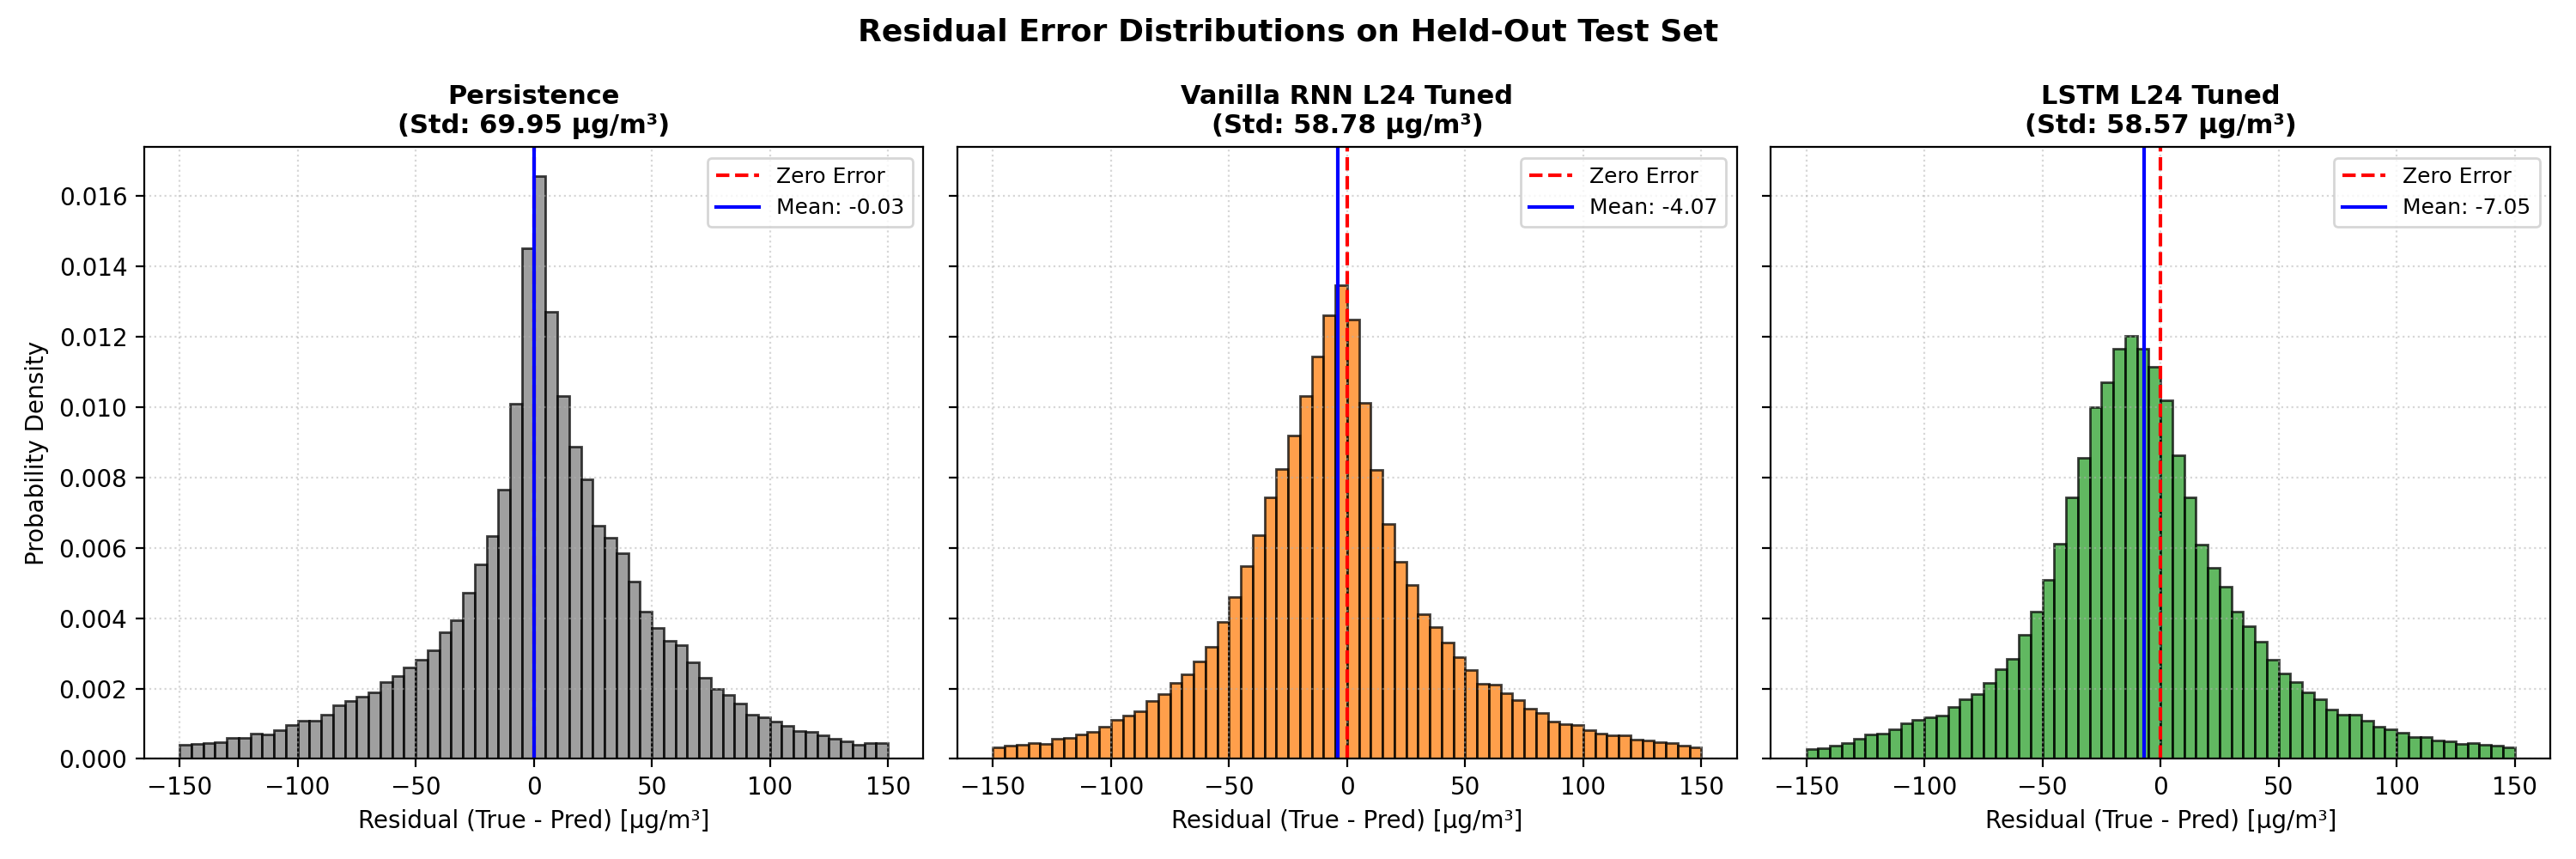 Residual Error Distributions on Held-Out Test Set
Persistence
(Std: 69.95 µg/m³)
Zero Error
Mean: -0.03
0.016
0.014
0.012
0.010
0.008
0.006
0.004
0.002
0.000
Probability Density
−150 −100 −50 0 50 100 150
Residual (True - Pred) [µg/m³]
Vanilla RNN L24 Tuned
(Std: 58.78 µg/m³)
Zero Error
Mean: -4.07
−150 −100 −50 0 50 100 150
Residual (True - Pred) [µg/m³]
LSTM L24 Tuned
(Std: 58.57 µg/m³)
Zero Error
Mean: -7.05
−150 −100 −50 0 50 100 150
Residual (True - Pred) [µg/m³]